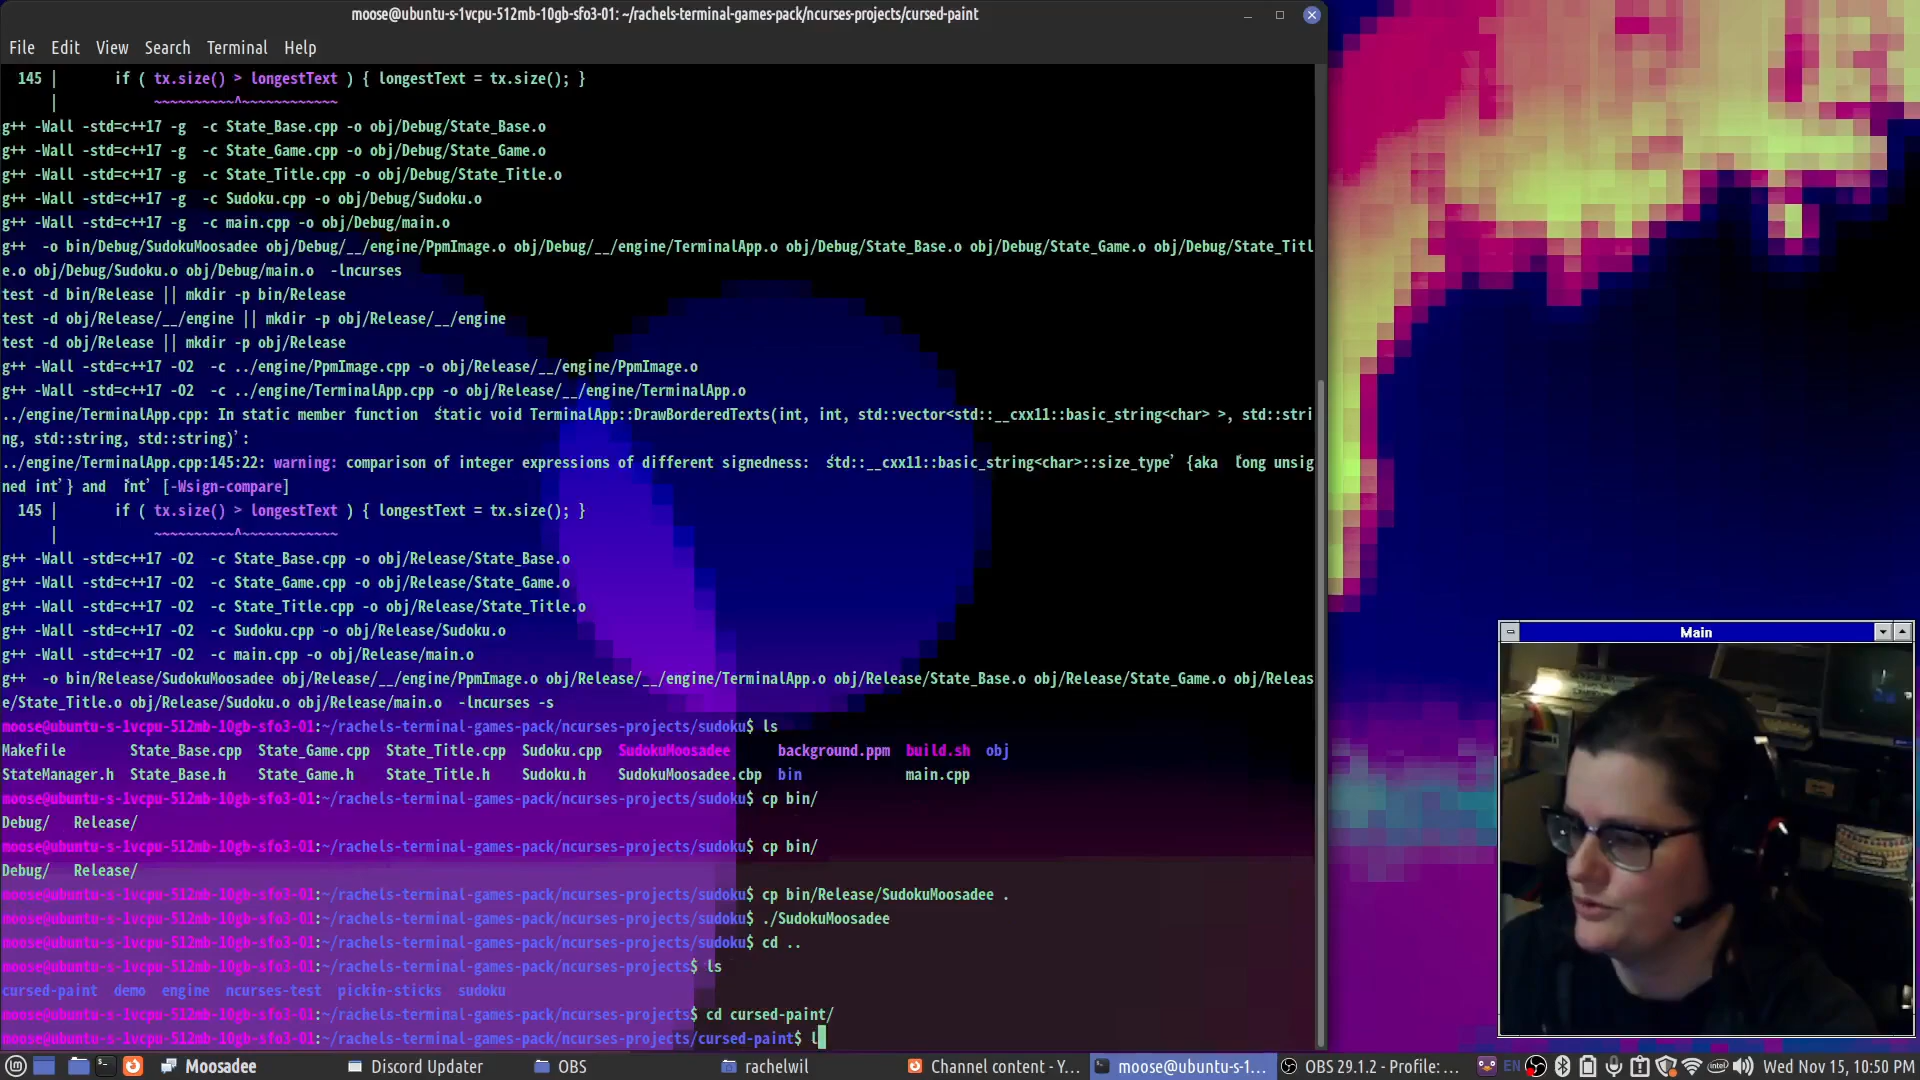 moose@ubuntu-s-1vcpu-512mb-10gb-sfo3-01: ~/rachels-terminal-games-pack/ncurses-projects/cursed-paint
File Edit View Search Terminal Help
145 | if ( tx.size() > longestText ) { longestText = tx.size(); }
| ~~~~~~~~~~^~~~~~~~~~~~~
g++ -Wall -std=c++17 -g -c State_Base.cpp -o obj/Debug/State_Base.o
g++ -Wall -std=c++17 -g -c State_Game.cpp -o obj/Debug/State_Game.o
g++ -Wall -std=c++17 -g -c State_Title.cpp -o obj/Debug/State_Title.o
g++ -Wall -std=c++17 -g -c Sudoku.cpp -o obj/Debug/Sudoku.o
g++ -Wall -std=c++17 -g -c main.cpp -o obj/Debug/main.o
g++ -o bin/Debug/SudokuMoosadee obj/Debug/__/engine/PpmImage.o obj/Debug/__/engine/TerminalApp.o obj/Debug/State_Base.o obj/Debug/State_Game.o obj/Debug/State_Titl
e.o obj/Debug/Sudoku.o obj/Debug/main.o -lncurses
test -d bin/Release || mkdir -p bin/Release
test -d obj/Release/__/engine || mkdir -p obj/Release/__/engine
test -d obj/Release || mkdir -p obj/Release
g++ -Wall -std=c++17 -O2 -c ../engine/PpmImage.cpp -o obj/Release/__/engine/PpmImage.o
g++ -Wall -std=c++17 -O2 -c ../engine/TerminalApp.cpp -o obj/Release/__/engine/TerminalApp.o
../engine/TerminalApp.cpp: In static member function ‘static void TerminalApp::DrawBorderedTexts(int, int, std::vector<std::__cxx11::basic_string<char> >, std::stri
ng, std::string, std::string)’:
../engine/TerminalApp.cpp:145:22: warning: comparison of integer expressions of different signedness: ‘std::__cxx11::basic_string<char>::size_type’ {aka ‘long unsig
ned int’} and ‘int’ [-Wsign-compare]
145 | if ( tx.size() > longestText ) { longestText = tx.size(); }
| ~~~~~~~~~~^~~~~~~~~~~~~
g++ -Wall -std=c++17 -O2 -c State_Base.cpp -o obj/Release/State_Base.o
g++ -Wall -std=c++17 -O2 -c State_Game.cpp -o obj/Release/State_Game.o
g++ -Wall -std=c++17 -O2 -c State_Title.cpp -o obj/Release/State_Title.o
g++ -Wall -std=c++17 -O2 -c Sudoku.cpp -o obj/Release/Sudoku.o
g++ -Wall -std=c++17 -O2 -c main.cpp -o obj/Release/main.o
g++ -o bin/Release/SudokuMoosadee obj/Release/__/engine/PpmImage.o obj/Release/__/engine/TerminalApp.o obj/Release/State_Base.o obj/Release/State_Game.o obj/Releas
e/State_Title.o obj/Release/Sudoku.o obj/Release/main.o -lncurses -s
moose@ubuntu-s-1vcpu-512mb-10gb-sfo3-01:~/rachels-terminal-games-pack/ncurses-projects/sudoku$ ls
Makefile State_Base.cpp State_Game.cpp State_Title.cpp Sudoku.cpp SudokuMoosadee background.ppm build.sh obj
StateManager.h State_Base.h State_Game.h State_Title.h Sudoku.h SudokuMoosadee.cbp bin main.cpp
moose@ubuntu-s-1vcpu-512mb-10gb-sfo3-01:~/rachels-terminal-games-pack/ncurses-projects/sudoku$ cp bin/
Debug/ Release/
moose@ubuntu-s-1vcpu-512mb-10gb-sfo3-01:~/rachels-terminal-games-pack/ncurses-projects/sudoku$ cp bin/
Debug/ Release/
moose@ubuntu-s-1vcpu-512mb-10gb-sfo3-01:~/rachels-terminal-games-pack/ncurses-projects/sudoku$ cp bin/Release/SudokuMoosadee .
moose@ubuntu-s-1vcpu-512mb-10gb-sfo3-01:~/rachels-terminal-games-pack/ncurses-projects/sudoku$ ./SudokuMoosadee
moose@ubuntu-s-1vcpu-512mb-10gb-sfo3-01:~/rachels-terminal-games-pack/ncurses-projects/sudoku$ cd ..
moose@ubuntu-s-1vcpu-512mb-10gb-sfo3-01:~/rachels-terminal-games-pack/ncurses-projects$ ls
cursed-paint demo engine ncurses-test pickin-sticks sudoku
moose@ubuntu-s-1vcpu-512mb-10gb-sfo3-01:~/rachels-terminal-games-pack/ncurses-projects$ cd cursed-paint/
moose@ubuntu-s-1vcpu-512mb-10gb-sfo3-01:~/rachels-terminal-games-pack/ncurses-projects/cursed-paint$ l
Main
Moosadee Discord Updater OBS rachelwil Channel content - Y... moose@ubuntu-s-1... OBS 29.1.2 - Profile: ... EN Wed Nov 15, 10:50 PM